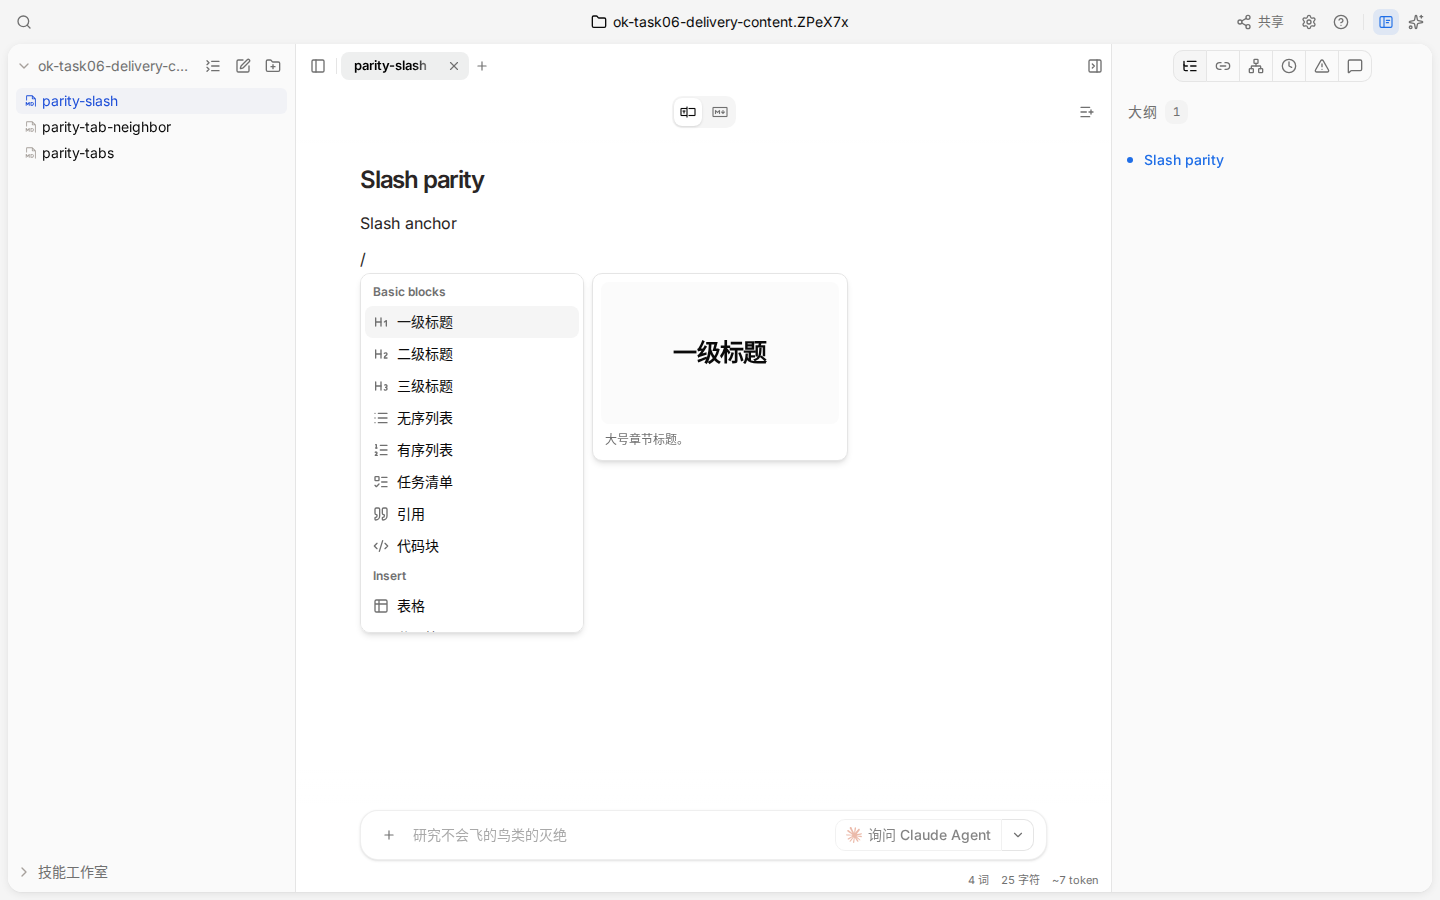 ok-task06-delivery-content.ZPeX7x
共享
ok-task06-delivery-c...
parity-slash
parity-tab-neighbor
parity-tabs
技能工作室
parity-slash
Slash parity
Slash anchor
/
Basic blocks
H1 一级标题
H2 二级标题
H3 三级标题
无序列表
有序列表
任务清单
引用
代码块
Insert
表格
一级标题
大号章节标题。
研究不会飞的鸟类的灭绝
询问 Claude Agent
4 词 25 字符 ~7 token
大纲 1
Slash parity